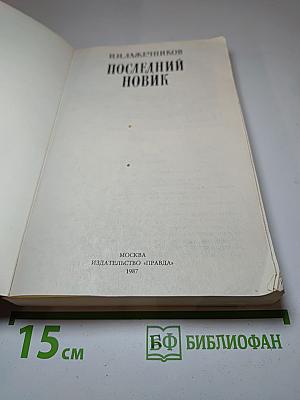 И.И.ЛАЖЕЧНИКОВ
ПОСЛЕДНИЙ
НОВИК
МОСКВА
ИЗДАТЕЛЬСТВО «ПРАВДА»
1987
15 см
БФ БИБЛИОФАН